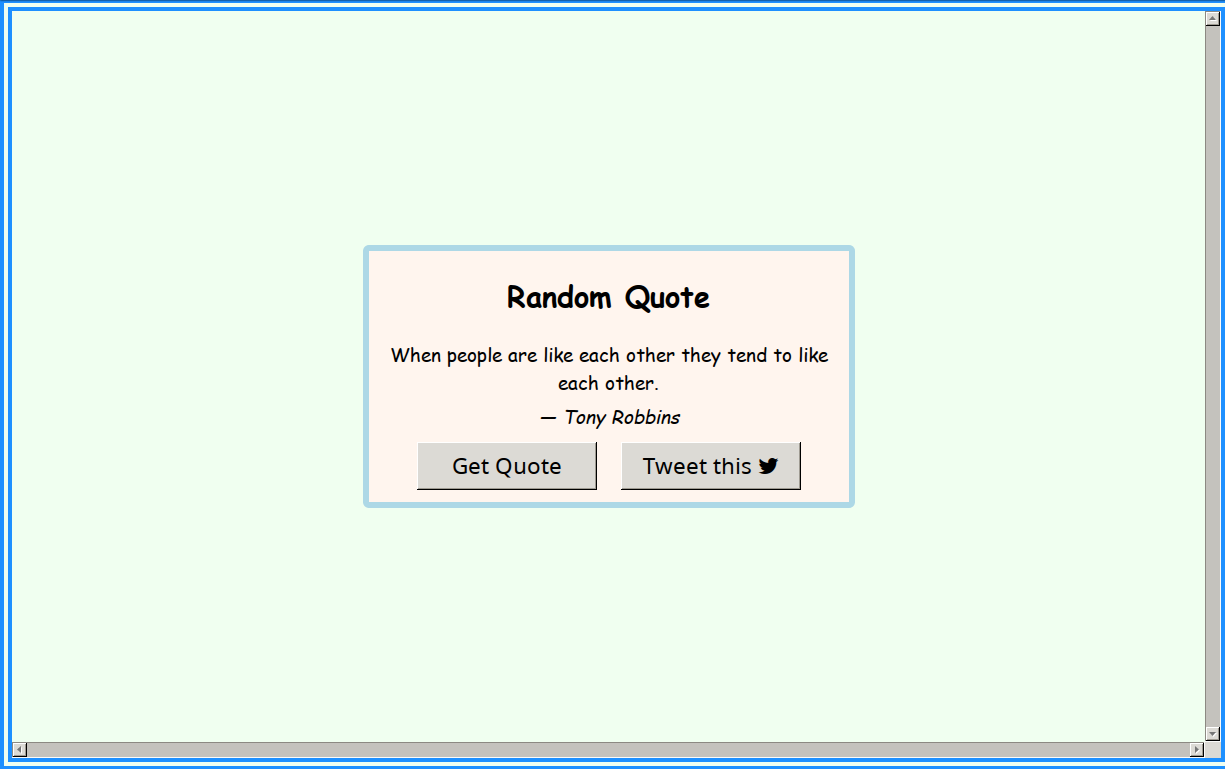 Random Quote
When people are like each other they tend to like
each other.
— Tony Robbins
Get Quote
Tweet this